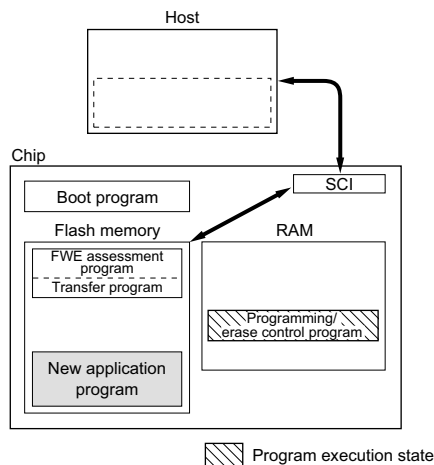 Host
Chip
SCI
Boot program
Flash memory
RAM
FWE assessment
program
Transfer program
Programming/
erase control program
New application
program
Program execution state